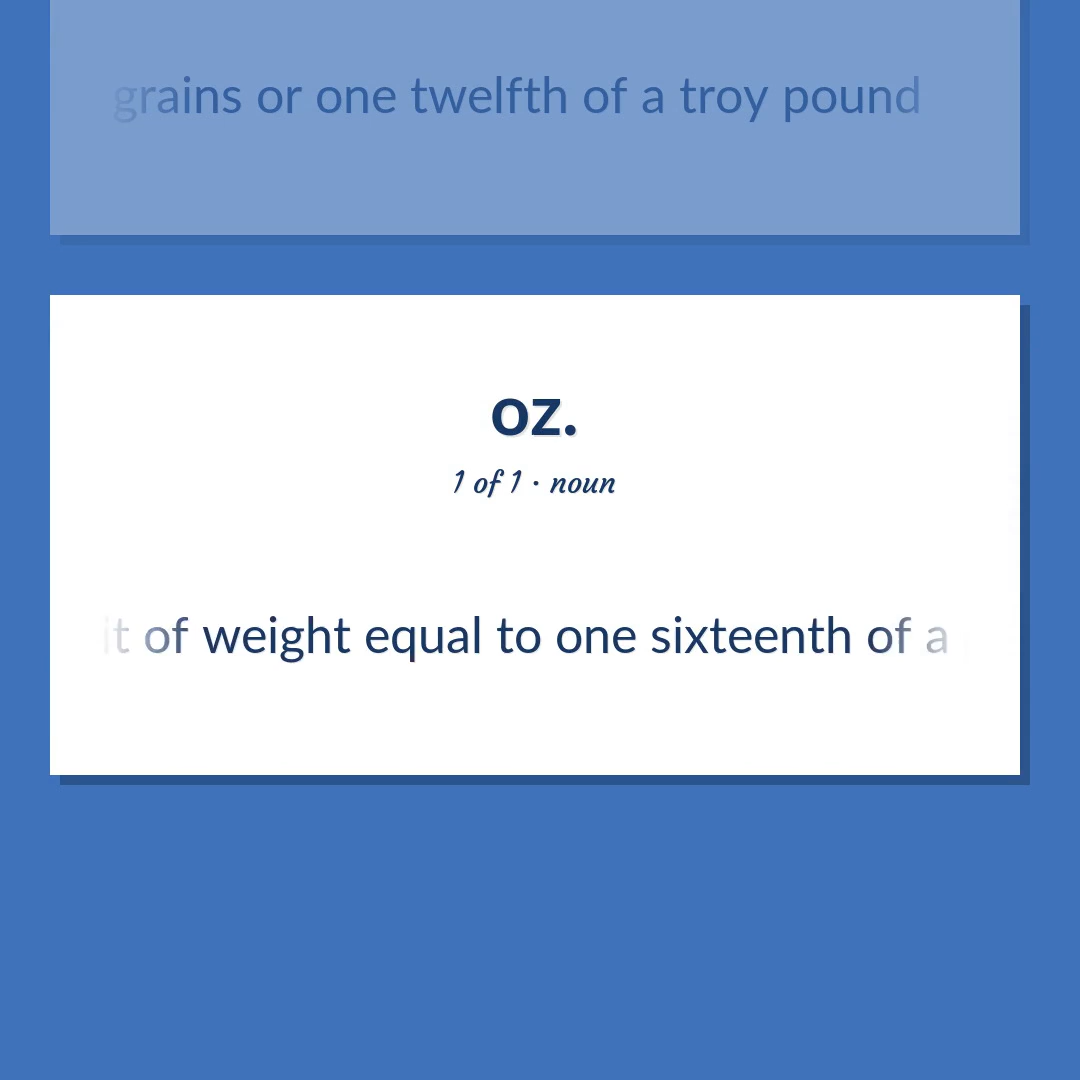 grains or one twelfth of a troy pound
oz.
1 of 1 · noun
it of weight equal to one sixteenth of a